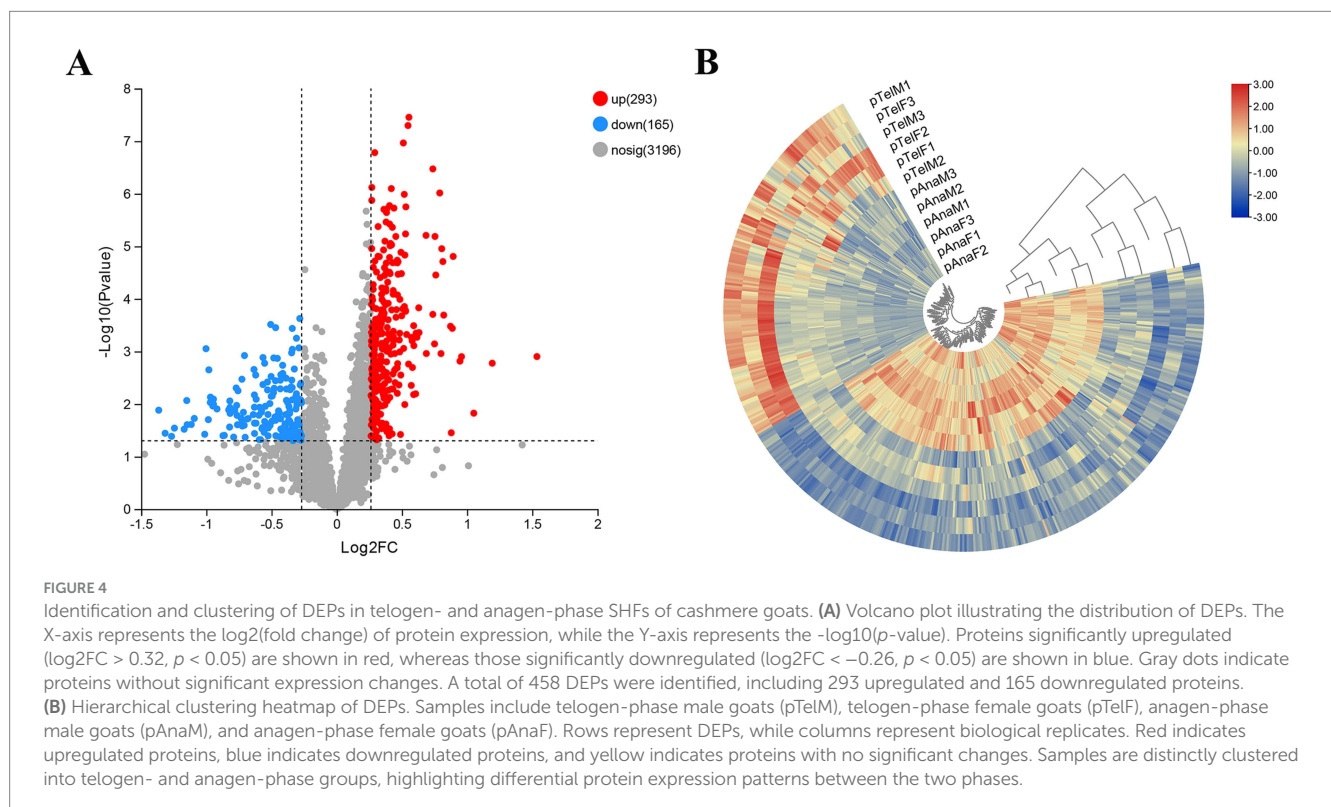 A
B
8
7
6
5
4
3
2
1
0
-Log10(Pvalue)
-1.5
-1
-0.5
0
0.5
1
1.5
2
Log2FC
up(293)
down(165)
nosig(3196)
pTelM1
pTelF3
pTelM3
pTelF2
pTelF1
pTelM2
pAnaM3
pAnaM2
pAnaM1
pAnaF3
pAnaF1
pAnaF2
3.00
2.00
1.00
0.00
-1.00
-2.00
-3.00
FIGURE 4
Identification and clustering of DEPs in telogen- and anagen-phase SHFs of cashmere goats. (A) Volcano plot illustrating the distribution of DEPs. The
X-axis represents the log2(fold change) of protein expression, while the Y-axis represents the -log10(p-value). Proteins significantly upregulated
(log2FC > 0.32, p < 0.05) are shown in red, whereas those significantly downregulated (log2FC < −0.26, p < 0.05) are shown in blue. Gray dots indicate
proteins without significant expression changes. A total of 458 DEPs were identified, including 293 upregulated and 165 downregulated proteins.
(B) Hierarchical clustering heatmap of DEPs. Samples include telogen-phase male goats (pTelM), telogen-phase female goats (pTelF), anagen-phase
male goats (pAnaM), and anagen-phase female goats (pAnaF). Rows represent DEPs, while columns represent biological replicates. Red indicates
upregulated proteins, blue indicates downregulated proteins, and yellow indicates proteins with no significant changes. Samples are distinctly clustered
into telogen- and anagen-phase groups, highlighting differential protein expression patterns between the two phases.